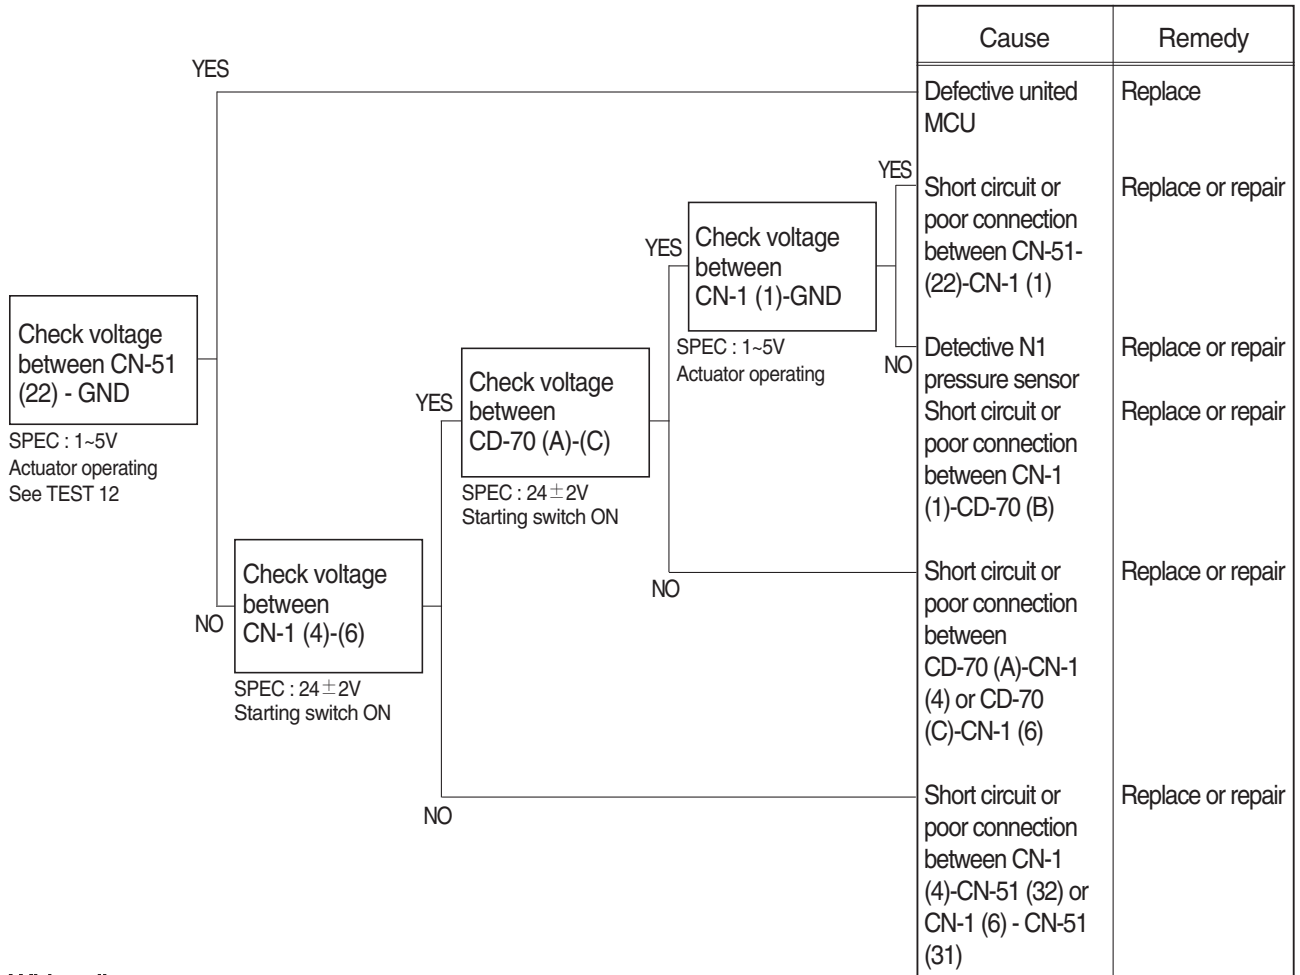 Cause
Remedy
YES
Defective united
MCU
Replace
YES
Short circuit or
poor connection
between CN-51-
(22)-CN-1 (1)
Replace or repair
YES
Check voltage
between
CN-1 (1)-GND
SPEC : 1~5V
Actuator operating
NO
Detective N1
pressure sensor
Replace or repair
Short circuit or
poor connection
between CN-1
(1)-CD-70 (B)
Replace or repair
Check voltage
between CN-51
(22) - GND
SPEC : 1~5V
Actuator operating
See TEST 12
YES
Check voltage
between
CD-70 (A)-(C)
SPEC : 24±2V
Starting switch ON
NO
Short circuit or
poor connection
between
CD-70 (A)-CN-1
(4) or CD-70
(C)-CN-1 (6)
Replace or repair
NO
Check voltage
between
CN-1 (4)-(6)
SPEC : 24±2V
Starting switch ON
NO
Short circuit or
poor connection
between CN-1
(4)-CN-51 (32) or
CN-1 (6) - CN-51
(31)
Replace or repair